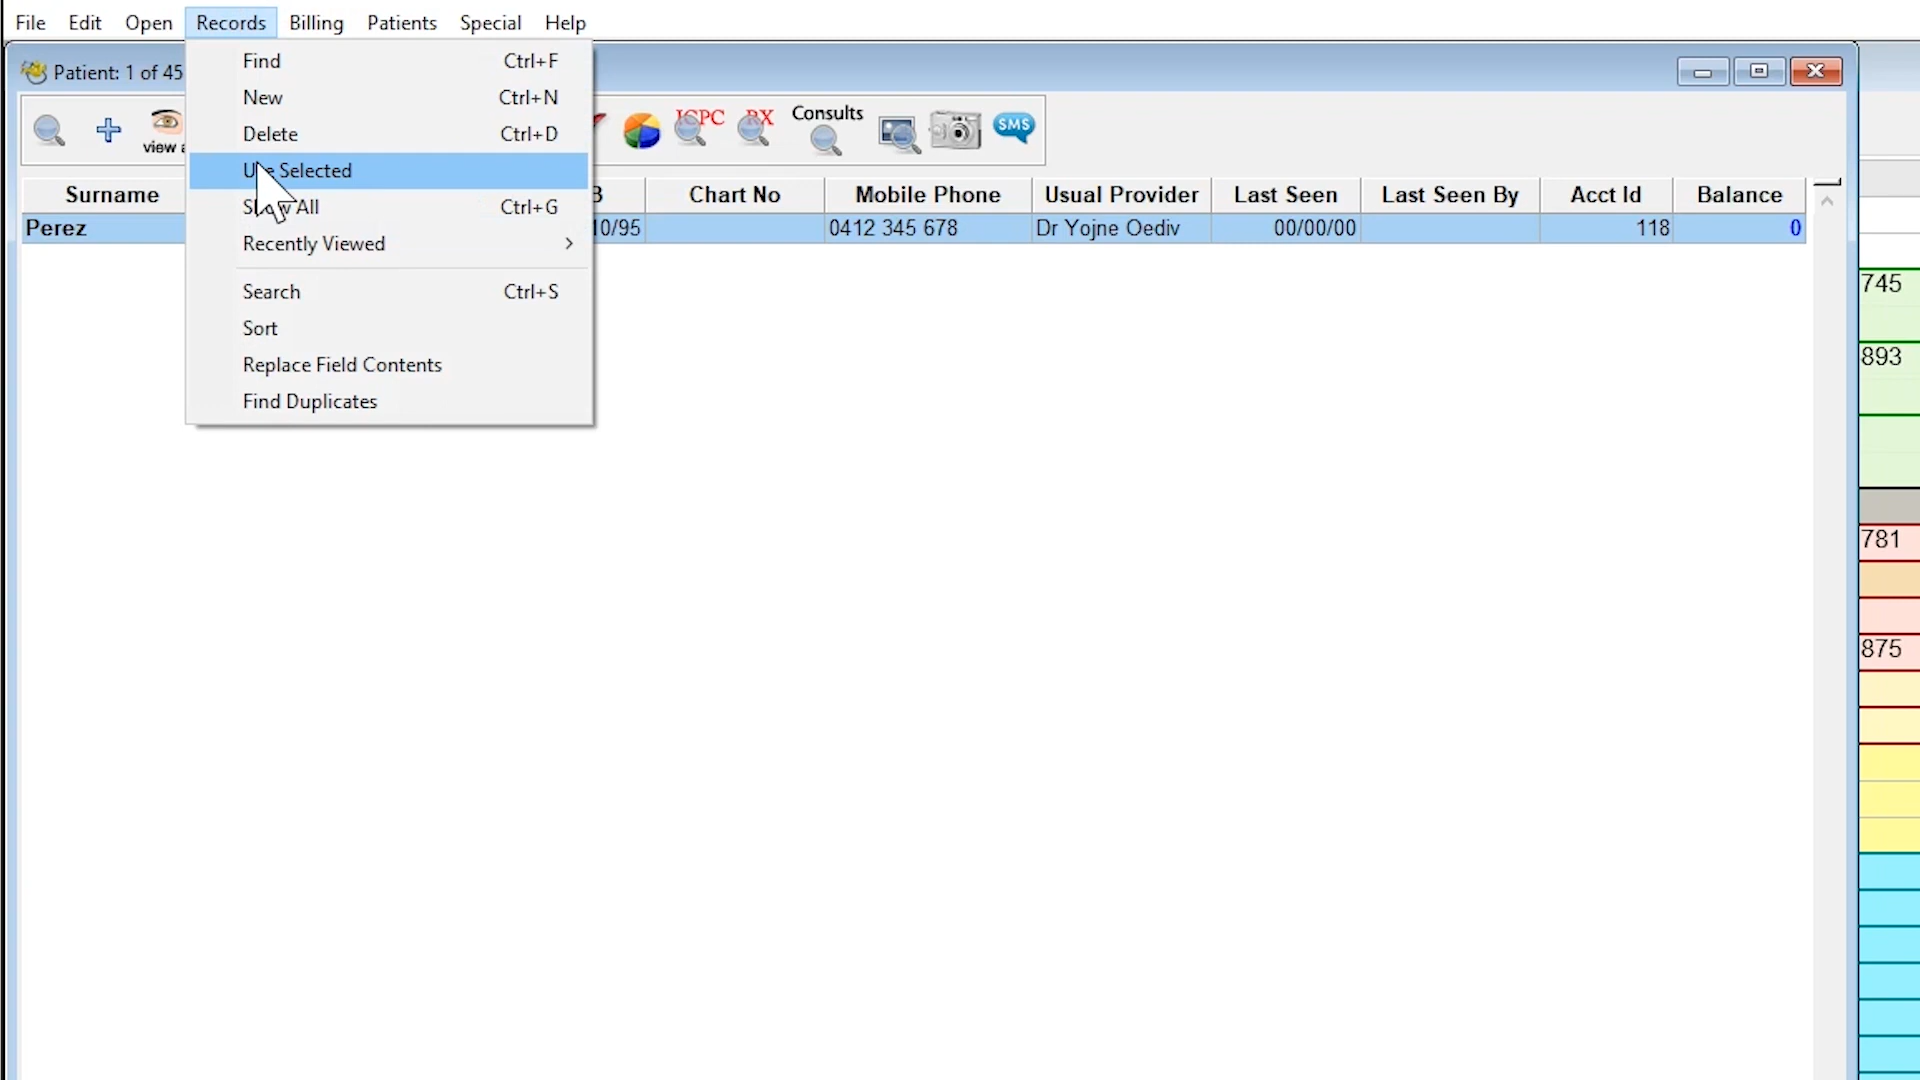 File Edit Open Records Billing Patients Special Help
Patient: 1 of 45
Find Ctrl+F
New Ctrl+N
Delete Ctrl+D
Selected
All Ctrl+G
Recently Viewed
Search Ctrl+S
Sort
Replace Field Contents
Find Duplicates
view
ICPC
RX
Consults
SMS
Surname B Chart No Mobile Phone Usual Provider Last Seen Last Seen By Acct Id Balance
Perez 10/95 0412 345 678 Dr Yojne Oediv 00/00/00 118 0
745
893
781
875